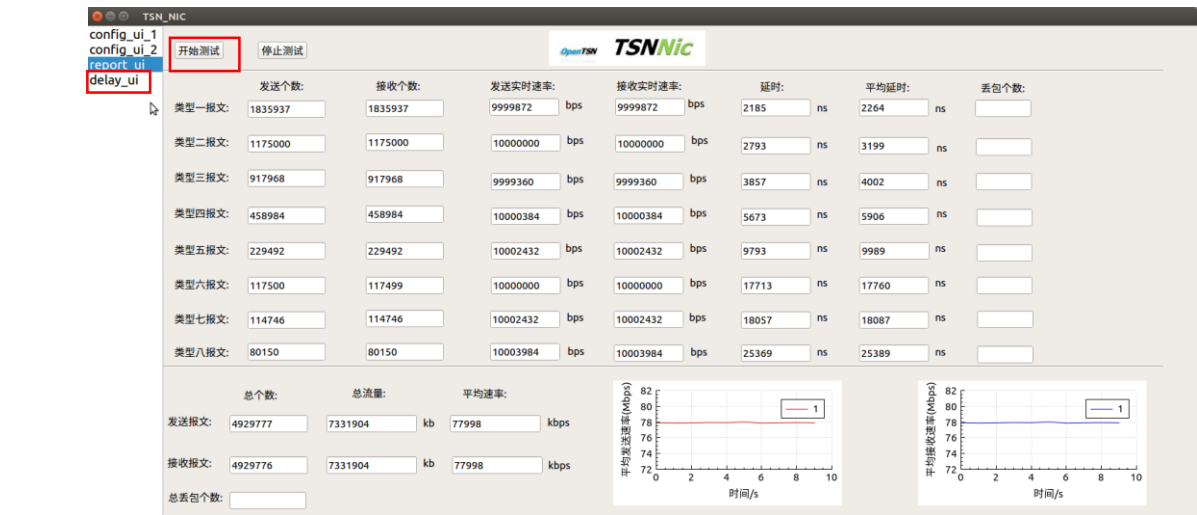 TSN_NIC
config_ui_1
config_ui_2
report_ui
delay_ui
开始测试 停止测试 OpenTSN TSNNic
发送个数: 接收个数: 发送实时速率: 接收实时速率: 延时: 平均延时: 丢包个数:
类型一报文: 1835937 1835937 9999872 bps 9999872 bps 2185 ns 2264 ns
类型二报文: 1175000 1175000 10000000 bps 10000000 bps 2793 ns 3199 ns
类型三报文: 917968 917968 9999360 bps 9999360 bps 3857 ns 4002 ns
类型四报文: 458984 458984 10000384 bps 10000384 bps 5673 ns 5906 ns
类型五报文: 229492 229492 10002432 bps 10002432 bps 9793 ns 9989 ns
类型六报文: 117500 117499 10000000 bps 10000000 bps 17713 ns 17760 ns
类型七报文: 114746 114746 10002432 bps 10002432 bps 18057 ns 18087 ns
类型八报文: 80150 80150 10003984 bps 10003984 bps 25369 ns 25389 ns
总个数: 总流量: 平均速率:
发送报文: 4929777 7331904 kb 77998 kbps
接收报文: 4929776 7331904 kb 77998 kbps
总丢包个数:
平均发送速率(Mbds)
82
80
78
76
74
72
0 2 4 6 8 10
时间/s
1
平均接收速率(Mbds)
82
80
78
76
74
72
0 2 4 6 8 10
时间/s
1